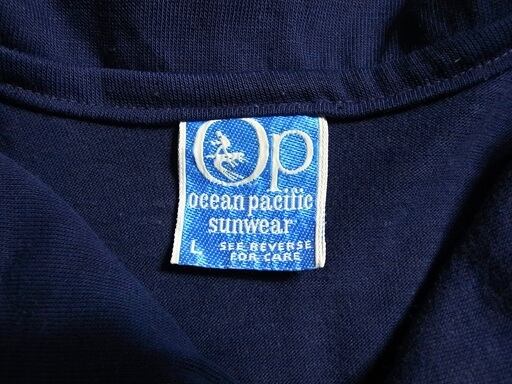 Op
ocean pacific
sunwear
L SEE REVERSE
FOR CARE